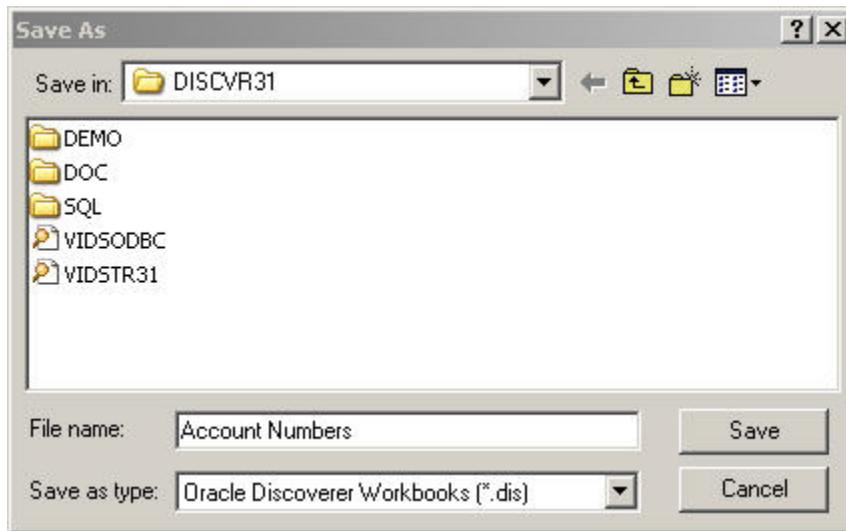 Save As
Save in: DISCVR31
DEMO
DOC
SQL
VIDSODBC
VIDSTR31
File name: Account Numbers Save
Save as type: Oracle Discoverer Workbooks (*.dis) Cancel